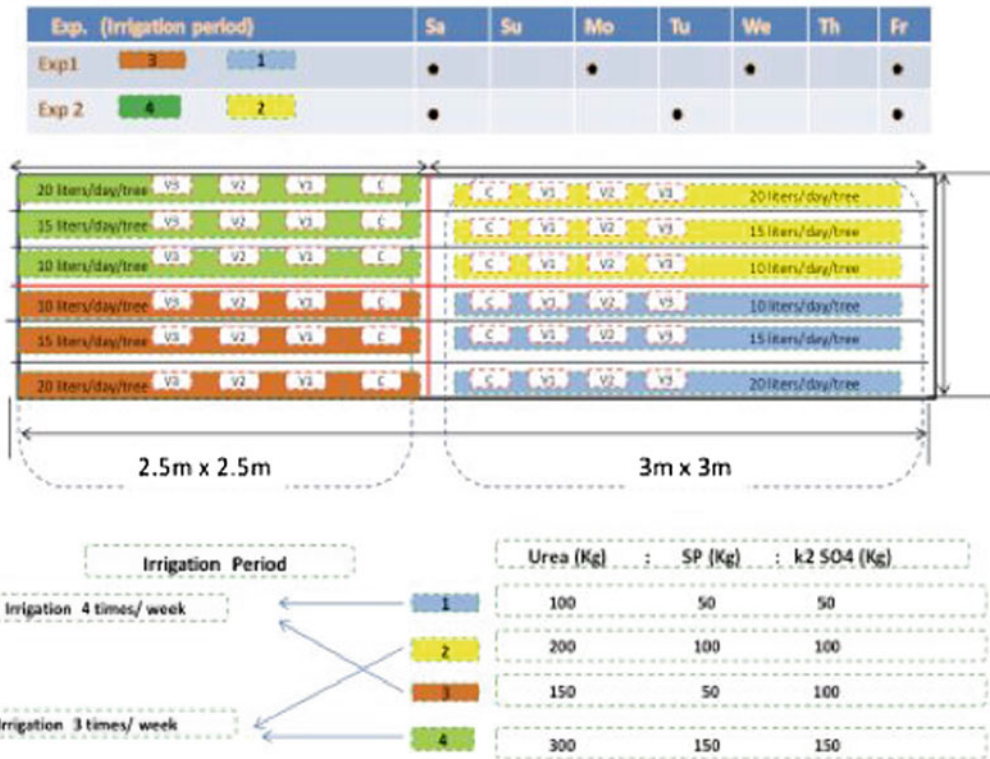 Exp. (Irrigation period) Sa Su Mo Tu We Th Fr
Exp1 3 1 • • • •
Exp 2 4 2 • • •
20 liters/day/tree V3 V2 V1 C C V1 V2 V3 20 liters/day/tree
15 liters/day/tree V3 V2 V1 C C V1 V2 V3 15 liters/day/tree
10 liters/day/tree V3 V2 V1 C C V1 V2 V3 10 liters/day/tree
10 liters/day/tree V3 V2 V1 C C V1 V2 V3 10 liters/day/tree
15 liters/day/tree V3 V2 V1 C C V1 V2 V3 15 liters/day/tree
20 liters/day/tree V3 V2 V1 C C V1 V2 V3 20 liters/day/tree
2.5m x 2.5m 3m x 3m
Irrigation Period Urea (Kg) : SP (Kg) : k2 SO4 (Kg)
Irrigation 4 times/ week 1 100 50 50
2 200 100 100
3 150 50 100
Irrigation 3 times/ week 4 300 150 150